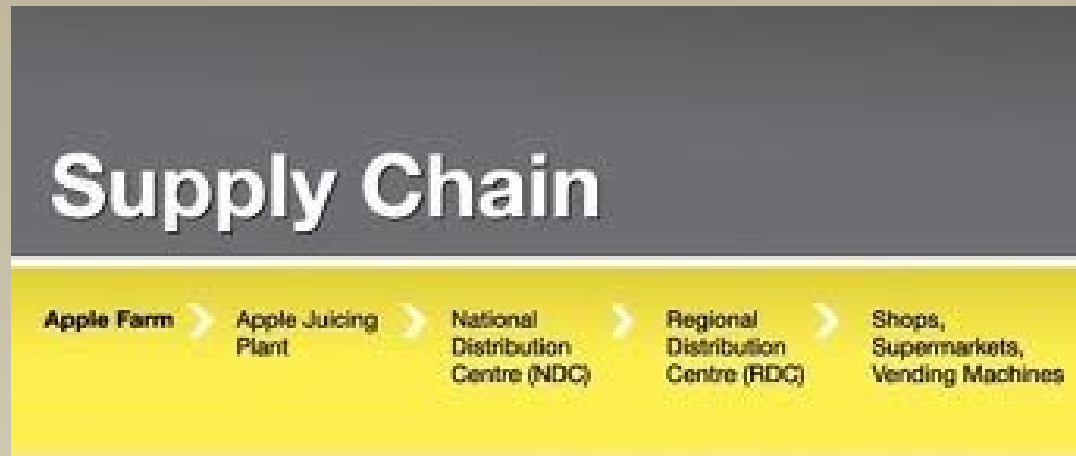 Supply Chain
Apple Farm
Apple Juicing
Plant
National
Distribution
Centre (NDC)
Regional
Distribution
Centre (RDC)
Shops,
Supermarkets,
Vending Machines